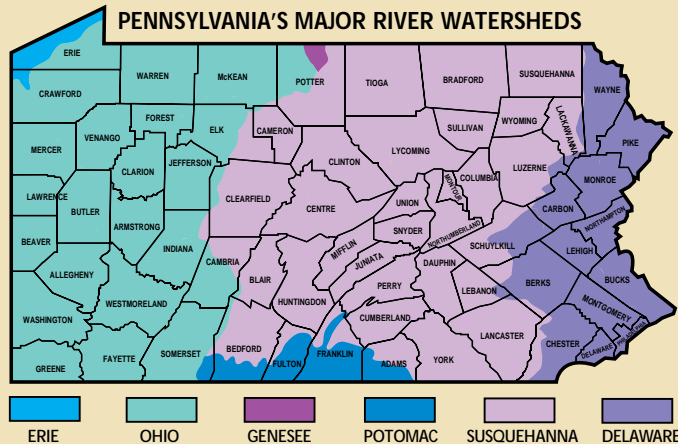 PENNSYLVANIA'S MAJOR RIVER WATERSHEDS
ERIE
CRAWFORD
WARREN
McKEAN
POTTER
TIOGA
BRADFORD
SUSQUEHANNA
WAYNE
FOREST
ELK
CAMERON
SULLIVAN
WYOMING
LACKAWANNA
PIKE
MERCER
VENANGO
CLARION
JEFFERSON
CLINTON
LYCOMING
COLUMBIA
LUZERNE
MONROE
LAWRENCE
BUTLER
ARMSTRONG
CLEARFIELD
CENTRE
UNION
MONTOUR
CARBON
NORTHAMPTON
BEAVER
INDIANA
CAMBRIA
BLAIR
MIFFLIN
SNYDER
NORTHUMBERLAND
SCHUYLKILL
LEHIGH
ALLEGHENY
WESTMORELAND
HUNTINGDON
JUNIATA
PERRY
DAUPHIN
LEBANON
BERKS
BUCKS
MONTGOMERY
WASHINGTON
CUMBERLAND
GREENE
FAYETTE
SOMERSET
BEDFORD
FULTON
FRANKLIN
ADAMS
YORK
LANCASTER
CHESTER
DELAWARE
PHILADELPHIA
ERIE
OHIO
GENESEE
POTOMAC
SUSQUEHANNA
DELAWARE